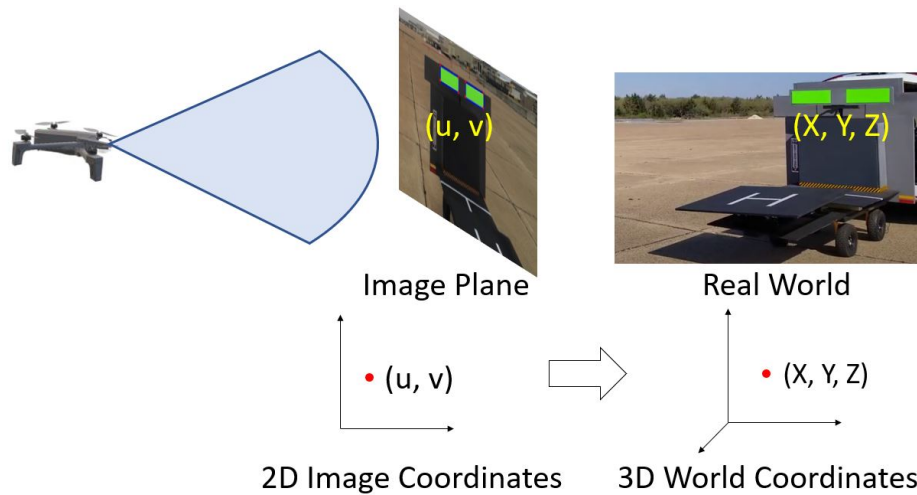 (u, v)
(X, Y, Z)
H
Image Plane
Real World
(u, v)
(X, Y, Z)
2D Image Coordinates
3D World Coordinates